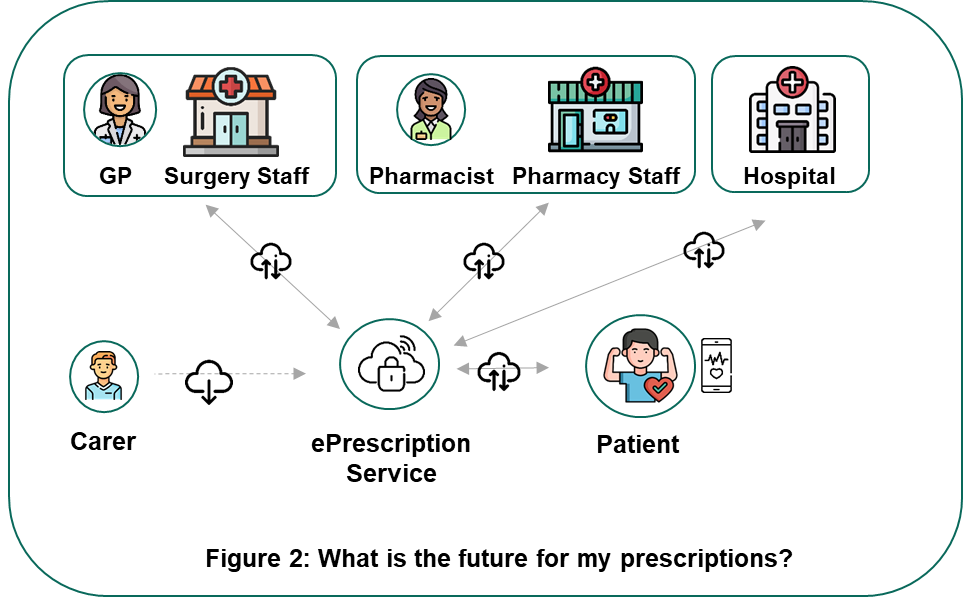 GP Surgery Staff
Pharmacist Pharmacy Staff
Hospital
Carer
ePrescription
Service
Patient
Figure 2: What is the future for my prescriptions?